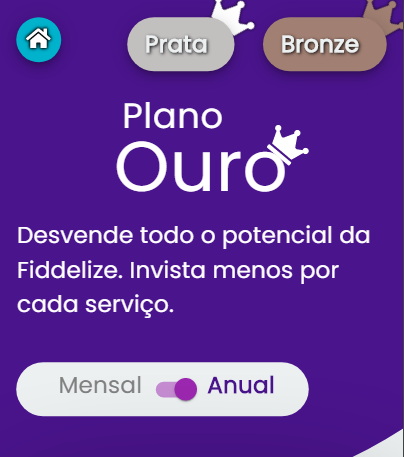 Prata
Bronze
Plano
Ouro
Desvende todo o potencial da
Fiddelize. Invista menos por
cada serviço.
Mensal
Anual